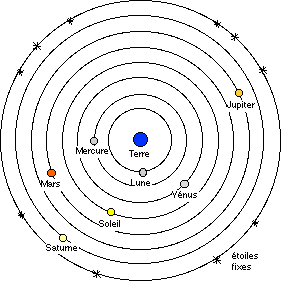 Jupiter
Mercure
Terre
Mars
Lune
Vénus
Soleil
Saturne
étoiles
fixes